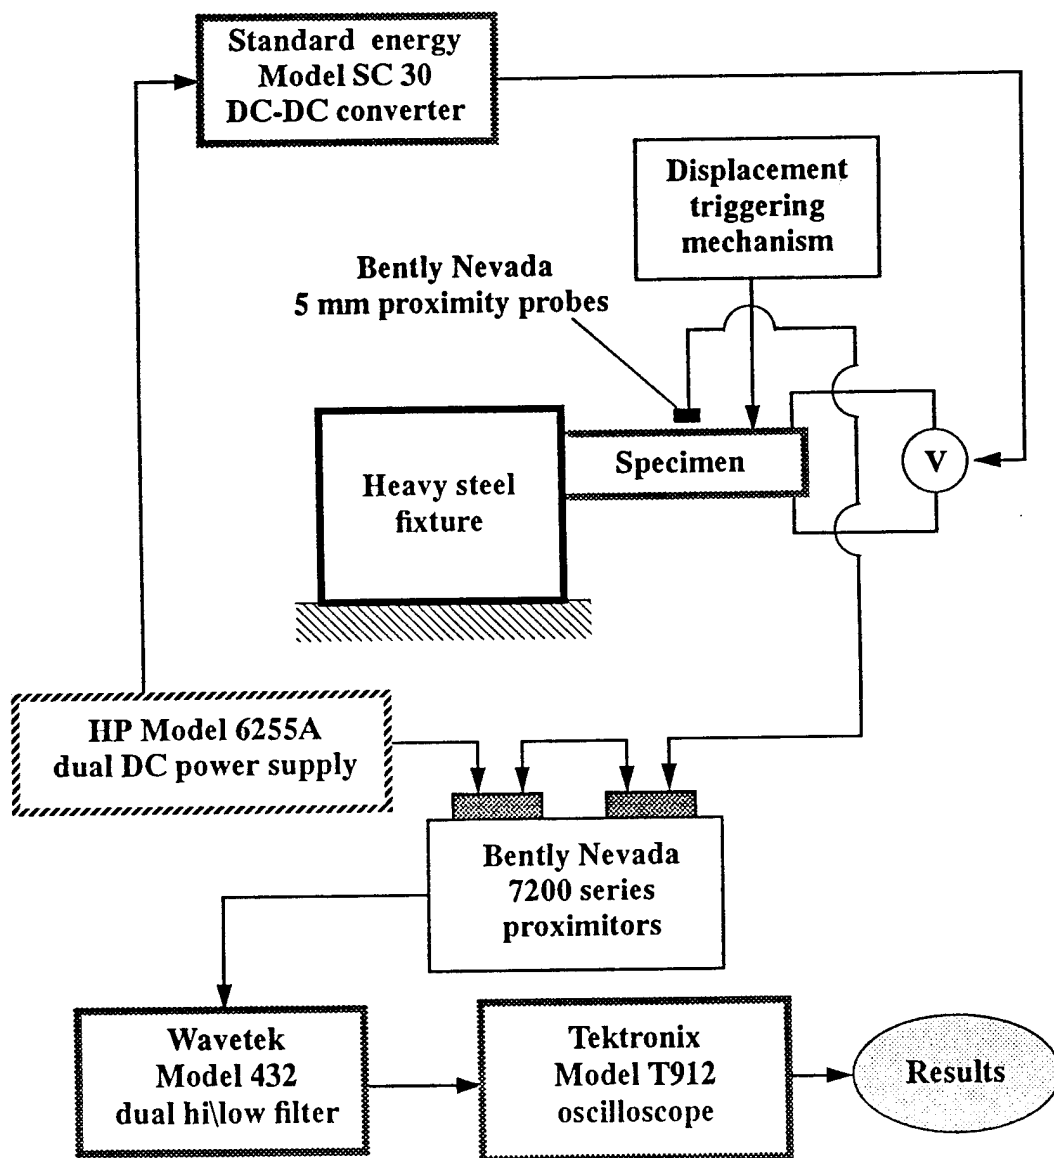 Standard energy
Model SC 30
DC-DC converter
Displacement
triggering
mechanism
Bently Nevada
5 mm proximity probes
Specimen
V
Heavy steel
fixture
HP Model 6255A
dual DC power supply
Bently Nevada
7200 series
proximitors
Wavetek
Model 432
dual hi\low filter
Tektronix
Model T912
oscilloscope
Results